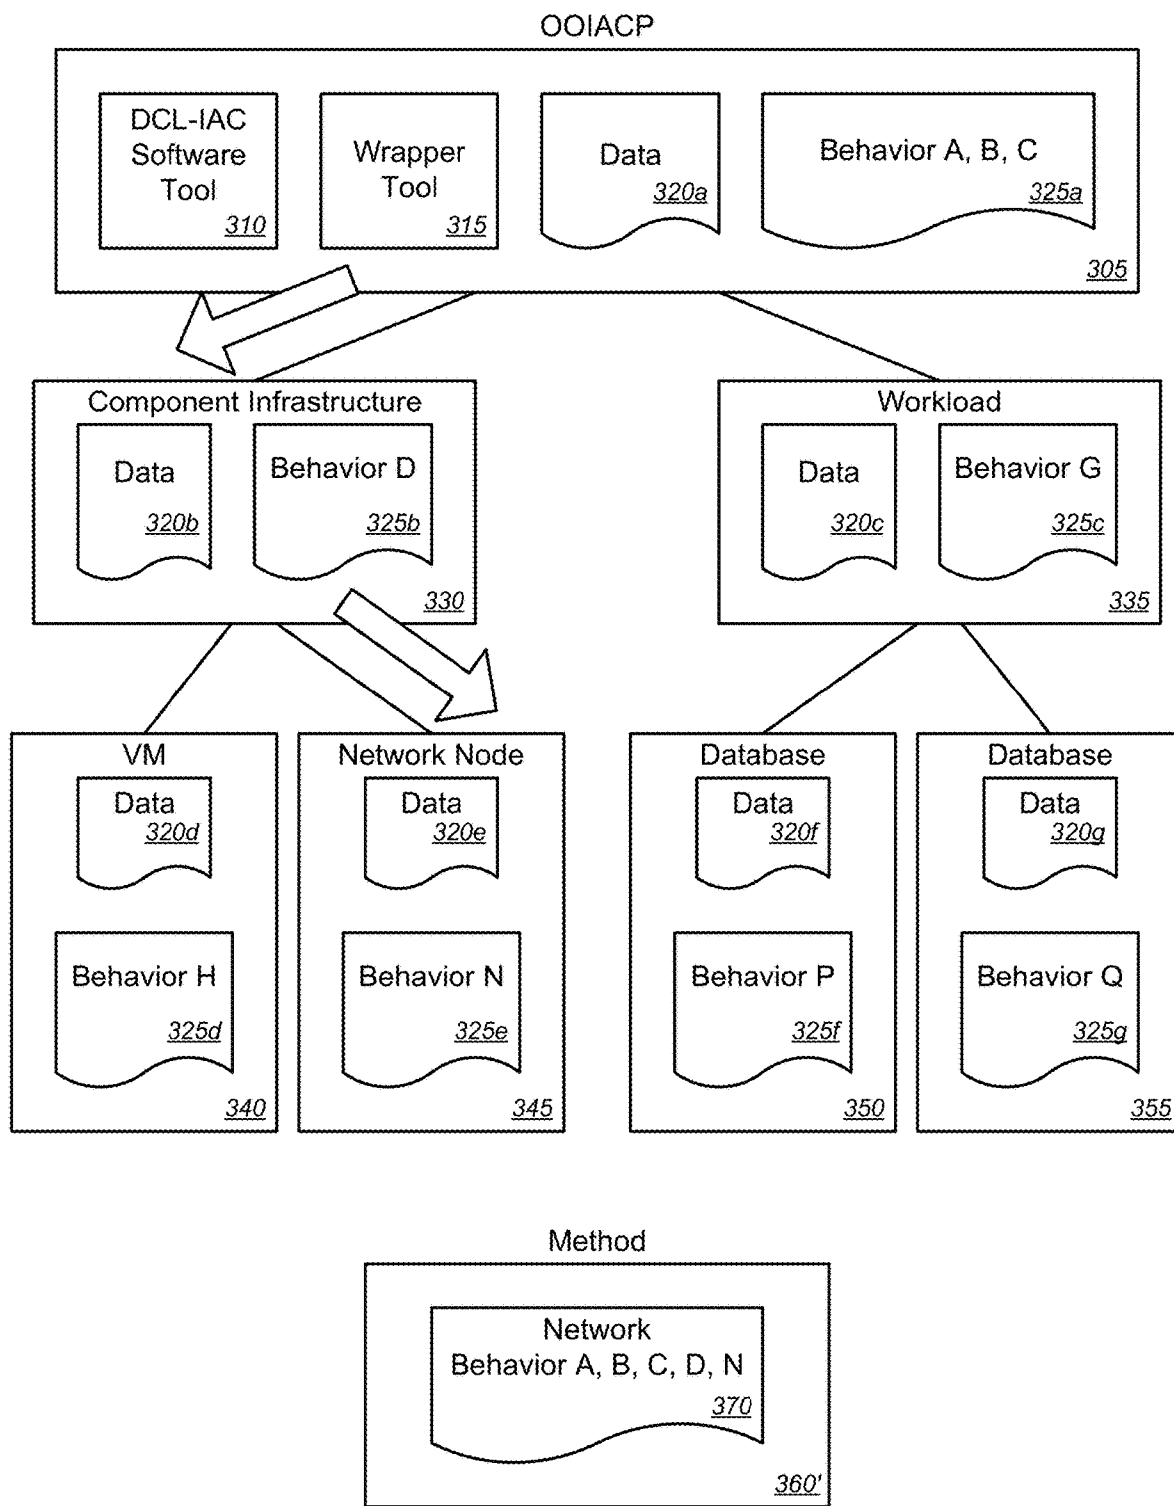 OOIACP
DCL-IAC
Software
Tool
310
Wrapper
Tool
315
Data
320a
Behavior A, B, C
325a
305
Component Infrastructure
Data
320b
Behavior D
325b
330
Workload
Data
320c
Behavior G
325c
335
VM
Data
320d
Behavior H
325d
340
Network Node
Data
320e
Behavior N
325e
345
Database
Data
320f
Behavior P
325f
350
Database
Data
320g
Behavior Q
325g
355
Method
Network
Behavior A, B, C, D, N
370
360'